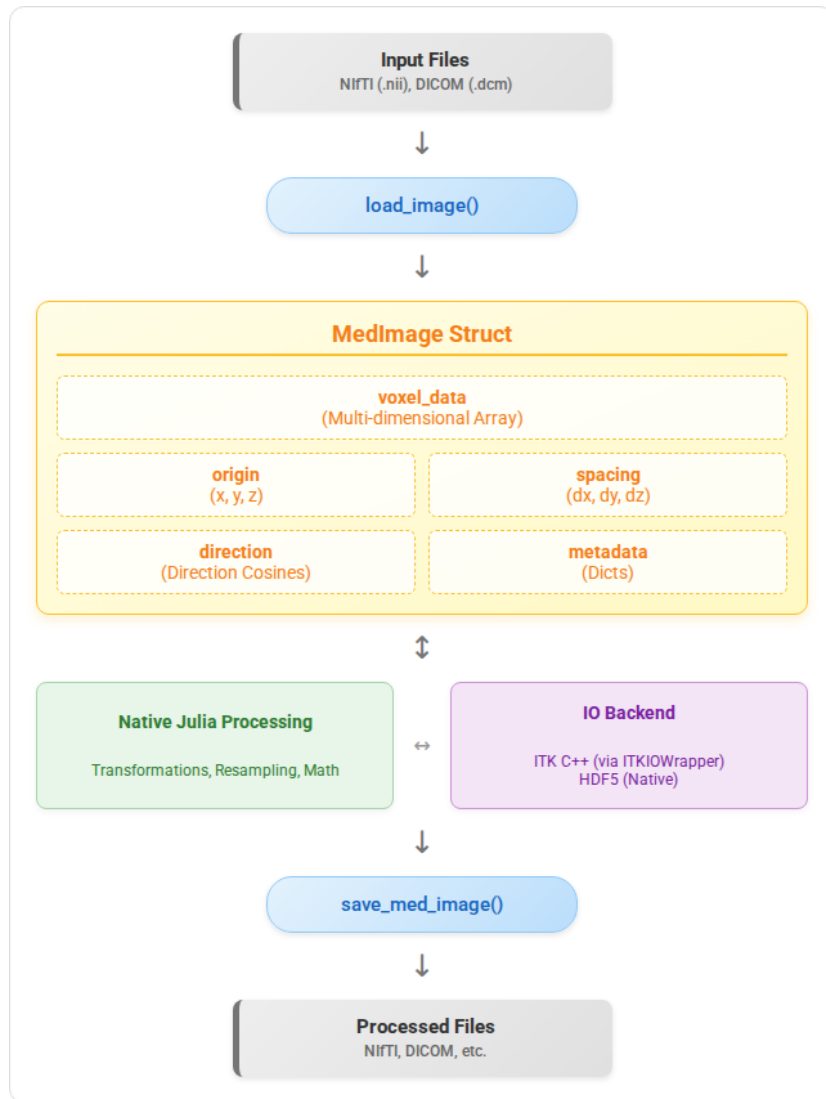 Input Files
NIfTI (.nii), DICOM (.dcm)
↓
load_image()
↓
MedImage Struct
voxel_data
(Multi-dimensional Array)
origin
(x, y, z)
spacing
(dx, dy, dz)
direction
(Direction Cosines)
metadata
(Dicts)
↕
Native Julia Processing
Transformations, Resampling, Math
↔
IO Backend
ITK C++ (via ITKIOWrapper)
HDF5 (Native)
↓
save_med_image()
↓
Processed Files
NIfTI, DICOM, etc.